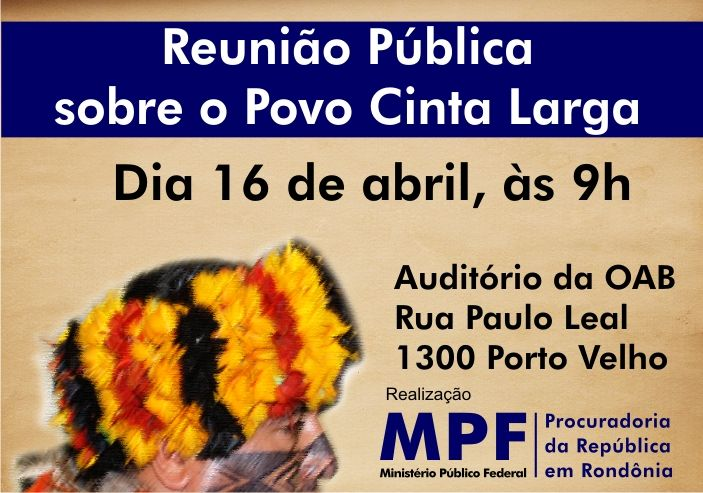 Reunião Pública
sobre o Povo Cinta Larga
Dia 16 de abril, às 9h
Auditório da OAB
Rua Paulo Leal
1300 Porto Velho
Realização
MPF
Ministério Público Federal
Procuradoria
da República
em Rondônia